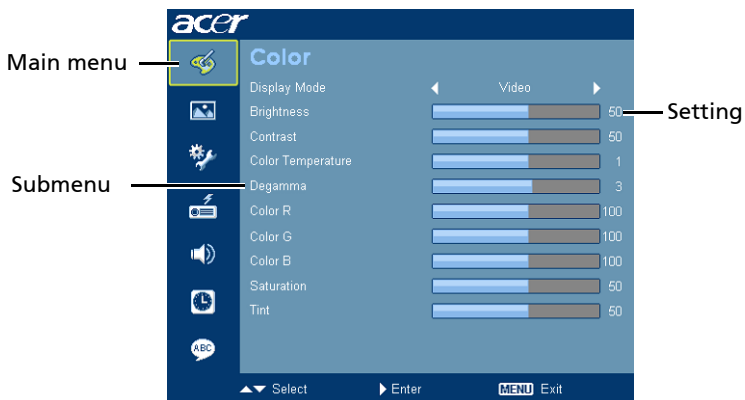 acer
Main menu
Color
Display Mode Video
Brightness 50 Setting
Contrast 50
Color Temperature 1
Submenu Degamma 3
Color R 100
Color G 100
Color B 100
Saturation 50
Tint 50
ABC
Select Enter MENU Exit